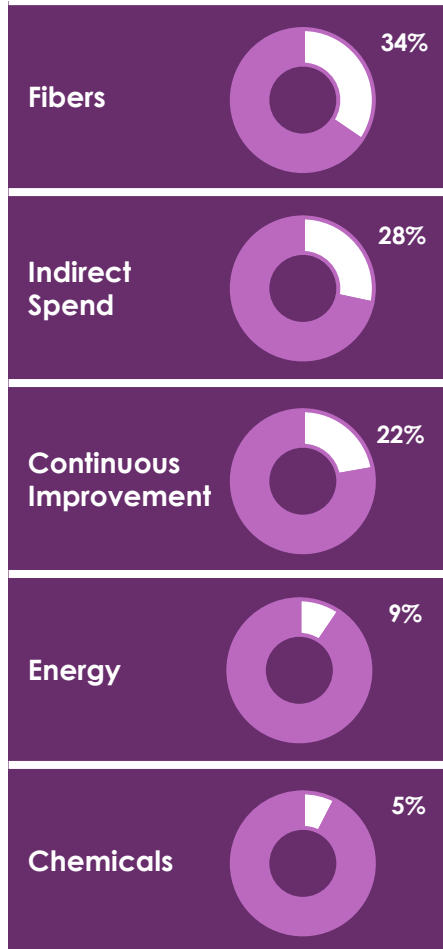 34%
Fibers
28%
Indirect
Spend
22%
Continuous
Improvement
9%
Energy
5%
Chemicals